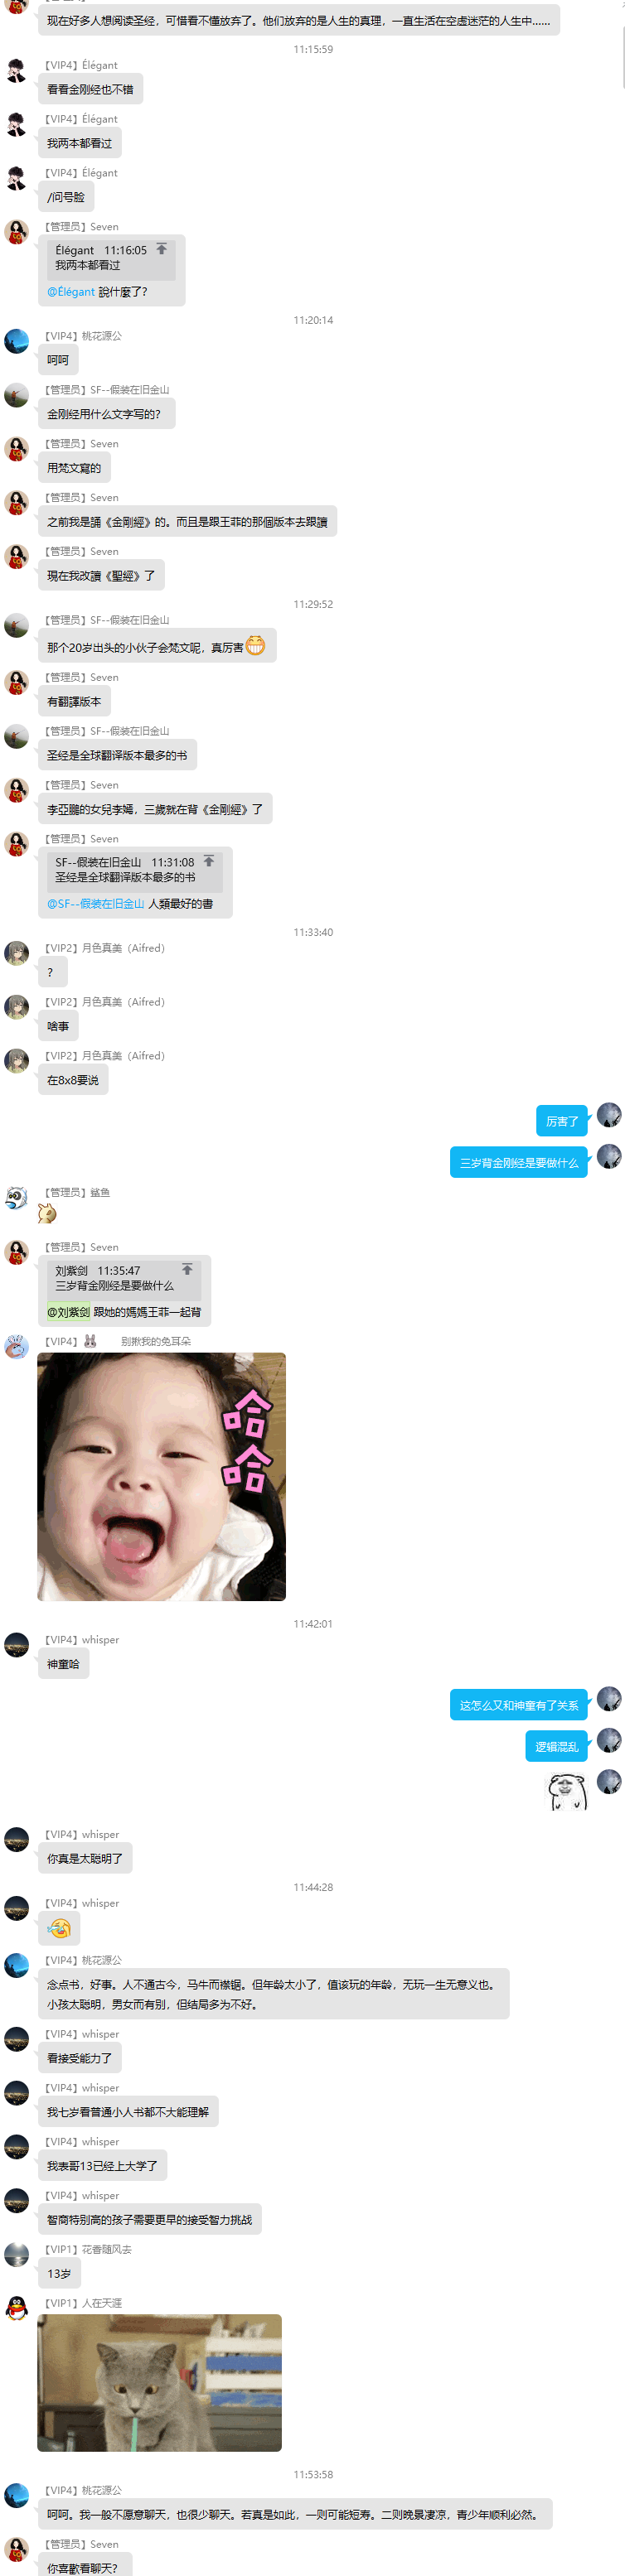 现在好多人想阅读圣经，可惜看不懂放弃了。他们放弃的是人生的真理，一直生活在空虚迷茫的人生中......
11:15:59
【VIP4】Élégant
看看金刚经也不错
【VIP4】Élégant
我两本都看过
【VIP4】Élégant
/问号脸
【管理员】Seven
Élégant 11:16:05
我两本都看过
@Élégant 說什麼了?
11:20:14
【VIP4】桃花源公
呵呵
【管理员】SF--假装在旧金山
金刚经用什么文字写的?
【管理员】Seven
用梵文寫的
【管理员】Seven
之前我是誦《金剛經》的。而且是跟王菲的那個版本去跟讀
【管理员】Seven
現在我改讀《聖經》了
11:29:52
【管理员】SF--假装在旧金山
那个20岁出头的小伙子会梵文呢，真厉害
【管理员】Seven
有翻譯版本
【管理员】SF--假装在旧金山
圣经是全球翻译版本最多的书
【管理员】Seven
李亞鵬的女兒李嫣，三歲就在背《金剛經》了
【管理员】Seven
SF--假装在旧金山 11:31:08
圣经是全球翻译版本最多的书
@SF--假装在旧金山 人類最好的書
11:33:40
【VIP2】月色真美（Aifred）
?
【VIP2】月色真美（Aifred）
啥事
【VIP2】月色真美（Aifred）
在8x8要说
厉害了
三岁背金刚经是要做什么
【管理员】鲨鱼
【管理员】Seven
刘紫剑 11:35:47
三岁背金刚经是要做什么
@刘紫剑 跟她的媽媽王菲一起背
【VIP4】 别揪我的兔耳朵
哈
哈
11:42:01
【VIP4】whisper
神童哈
这怎么又和神童有了关系
逻辑混乱
【VIP4】whisper
你真是太聪明了
11:44:28
【VIP4】whisper
【VIP4】桃花源公
念点书，好事。人不通古今，马牛而襟锯。但年龄太小了，值该玩的年龄，无玩一生无意义也。
小孩太聪明，男女而有别，但结局多为不好。
【VIP4】whisper
看接受能力了
【VIP4】whisper
我七岁看普通小人书都不大能理解
【VIP4】whisper
我表哥13已经上大学了
【VIP4】whisper
智商特别高的孩子需要更早的接受智力挑战
【VIP1】花香随风去
13岁
【VIP1】人在天涯
11:53:58
【VIP4】桃花源公
呵呵。我一般不愿意聊天，也很少聊天。若真是如此，一则可能短寿。二则晚景凄凉，青少年顺利必然。
【管理员】Seven
你喜歡看聊天?